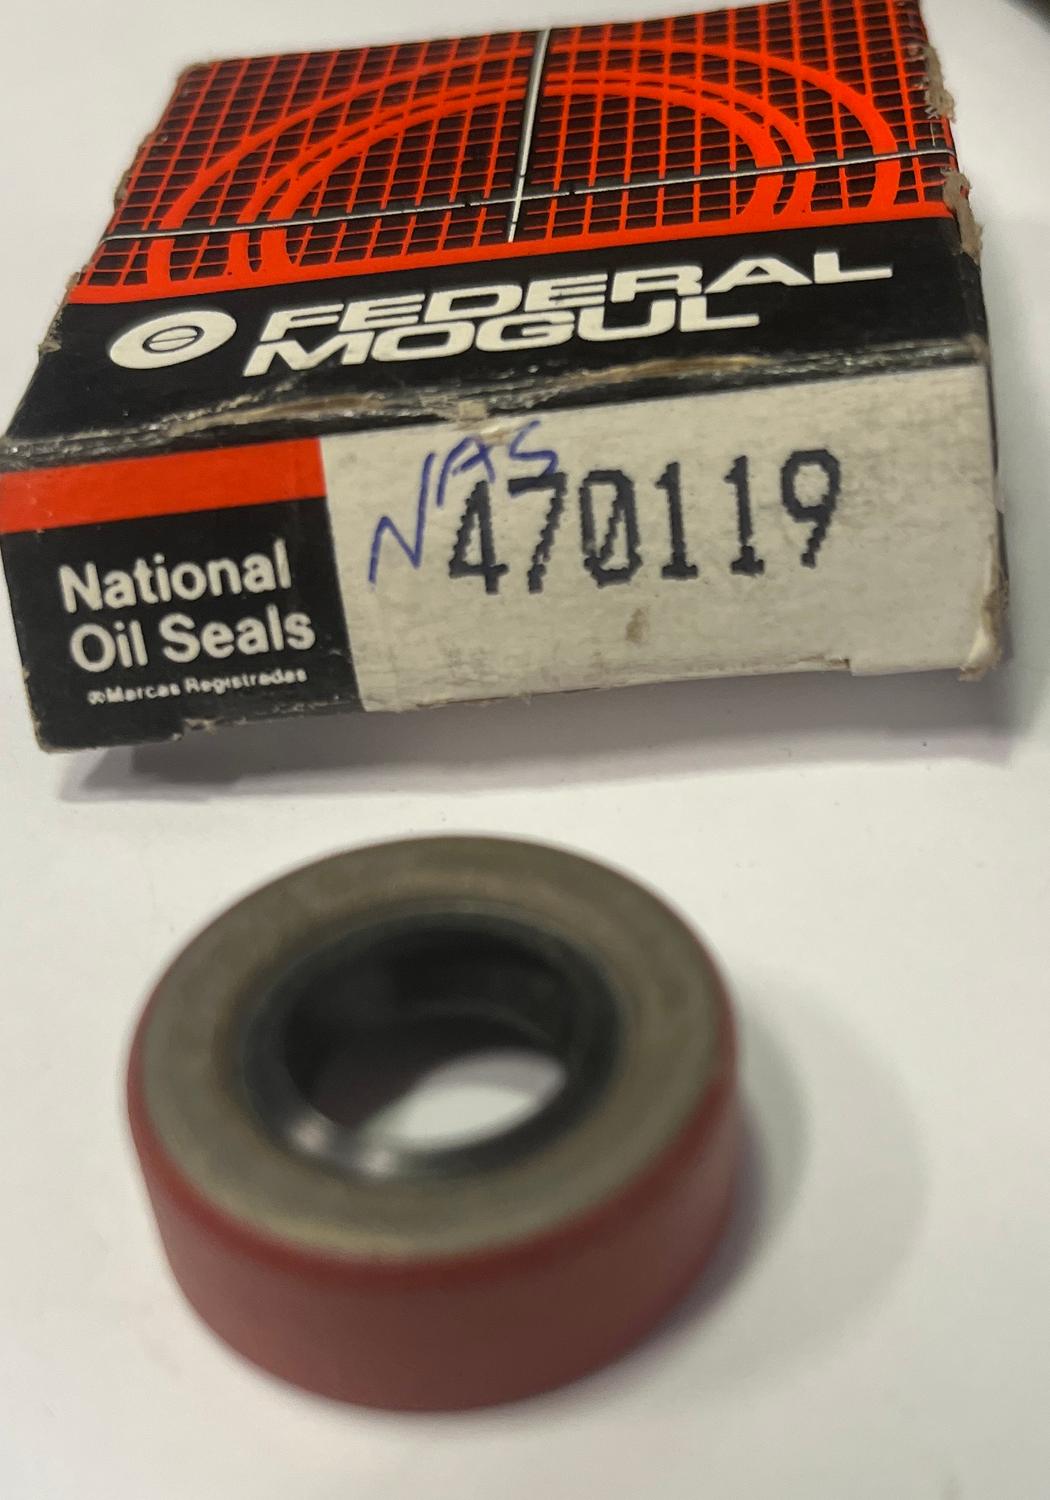 FEDERAL
MOGUL
NAS
470119
National
Oil Seals
®Marcas Registradas